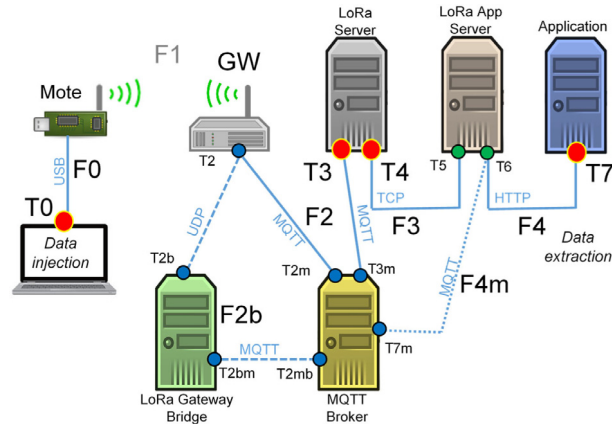 LoRa
Server
LoRa App
Server
Application
F1
GW
Mote
T2
T3
T4
T5
T6
T7
USB
F0
T0
TCP
F3
HTTP
F4
Data
injection
UDP
MQTT
F2
MQTT
Data
extraction
T2b
T2m
T3m
MQTT
F4m
F2b
T7m
MQTT
T2bm
T2mb
LoRa Gateway
Bridge
MQTT
Broker